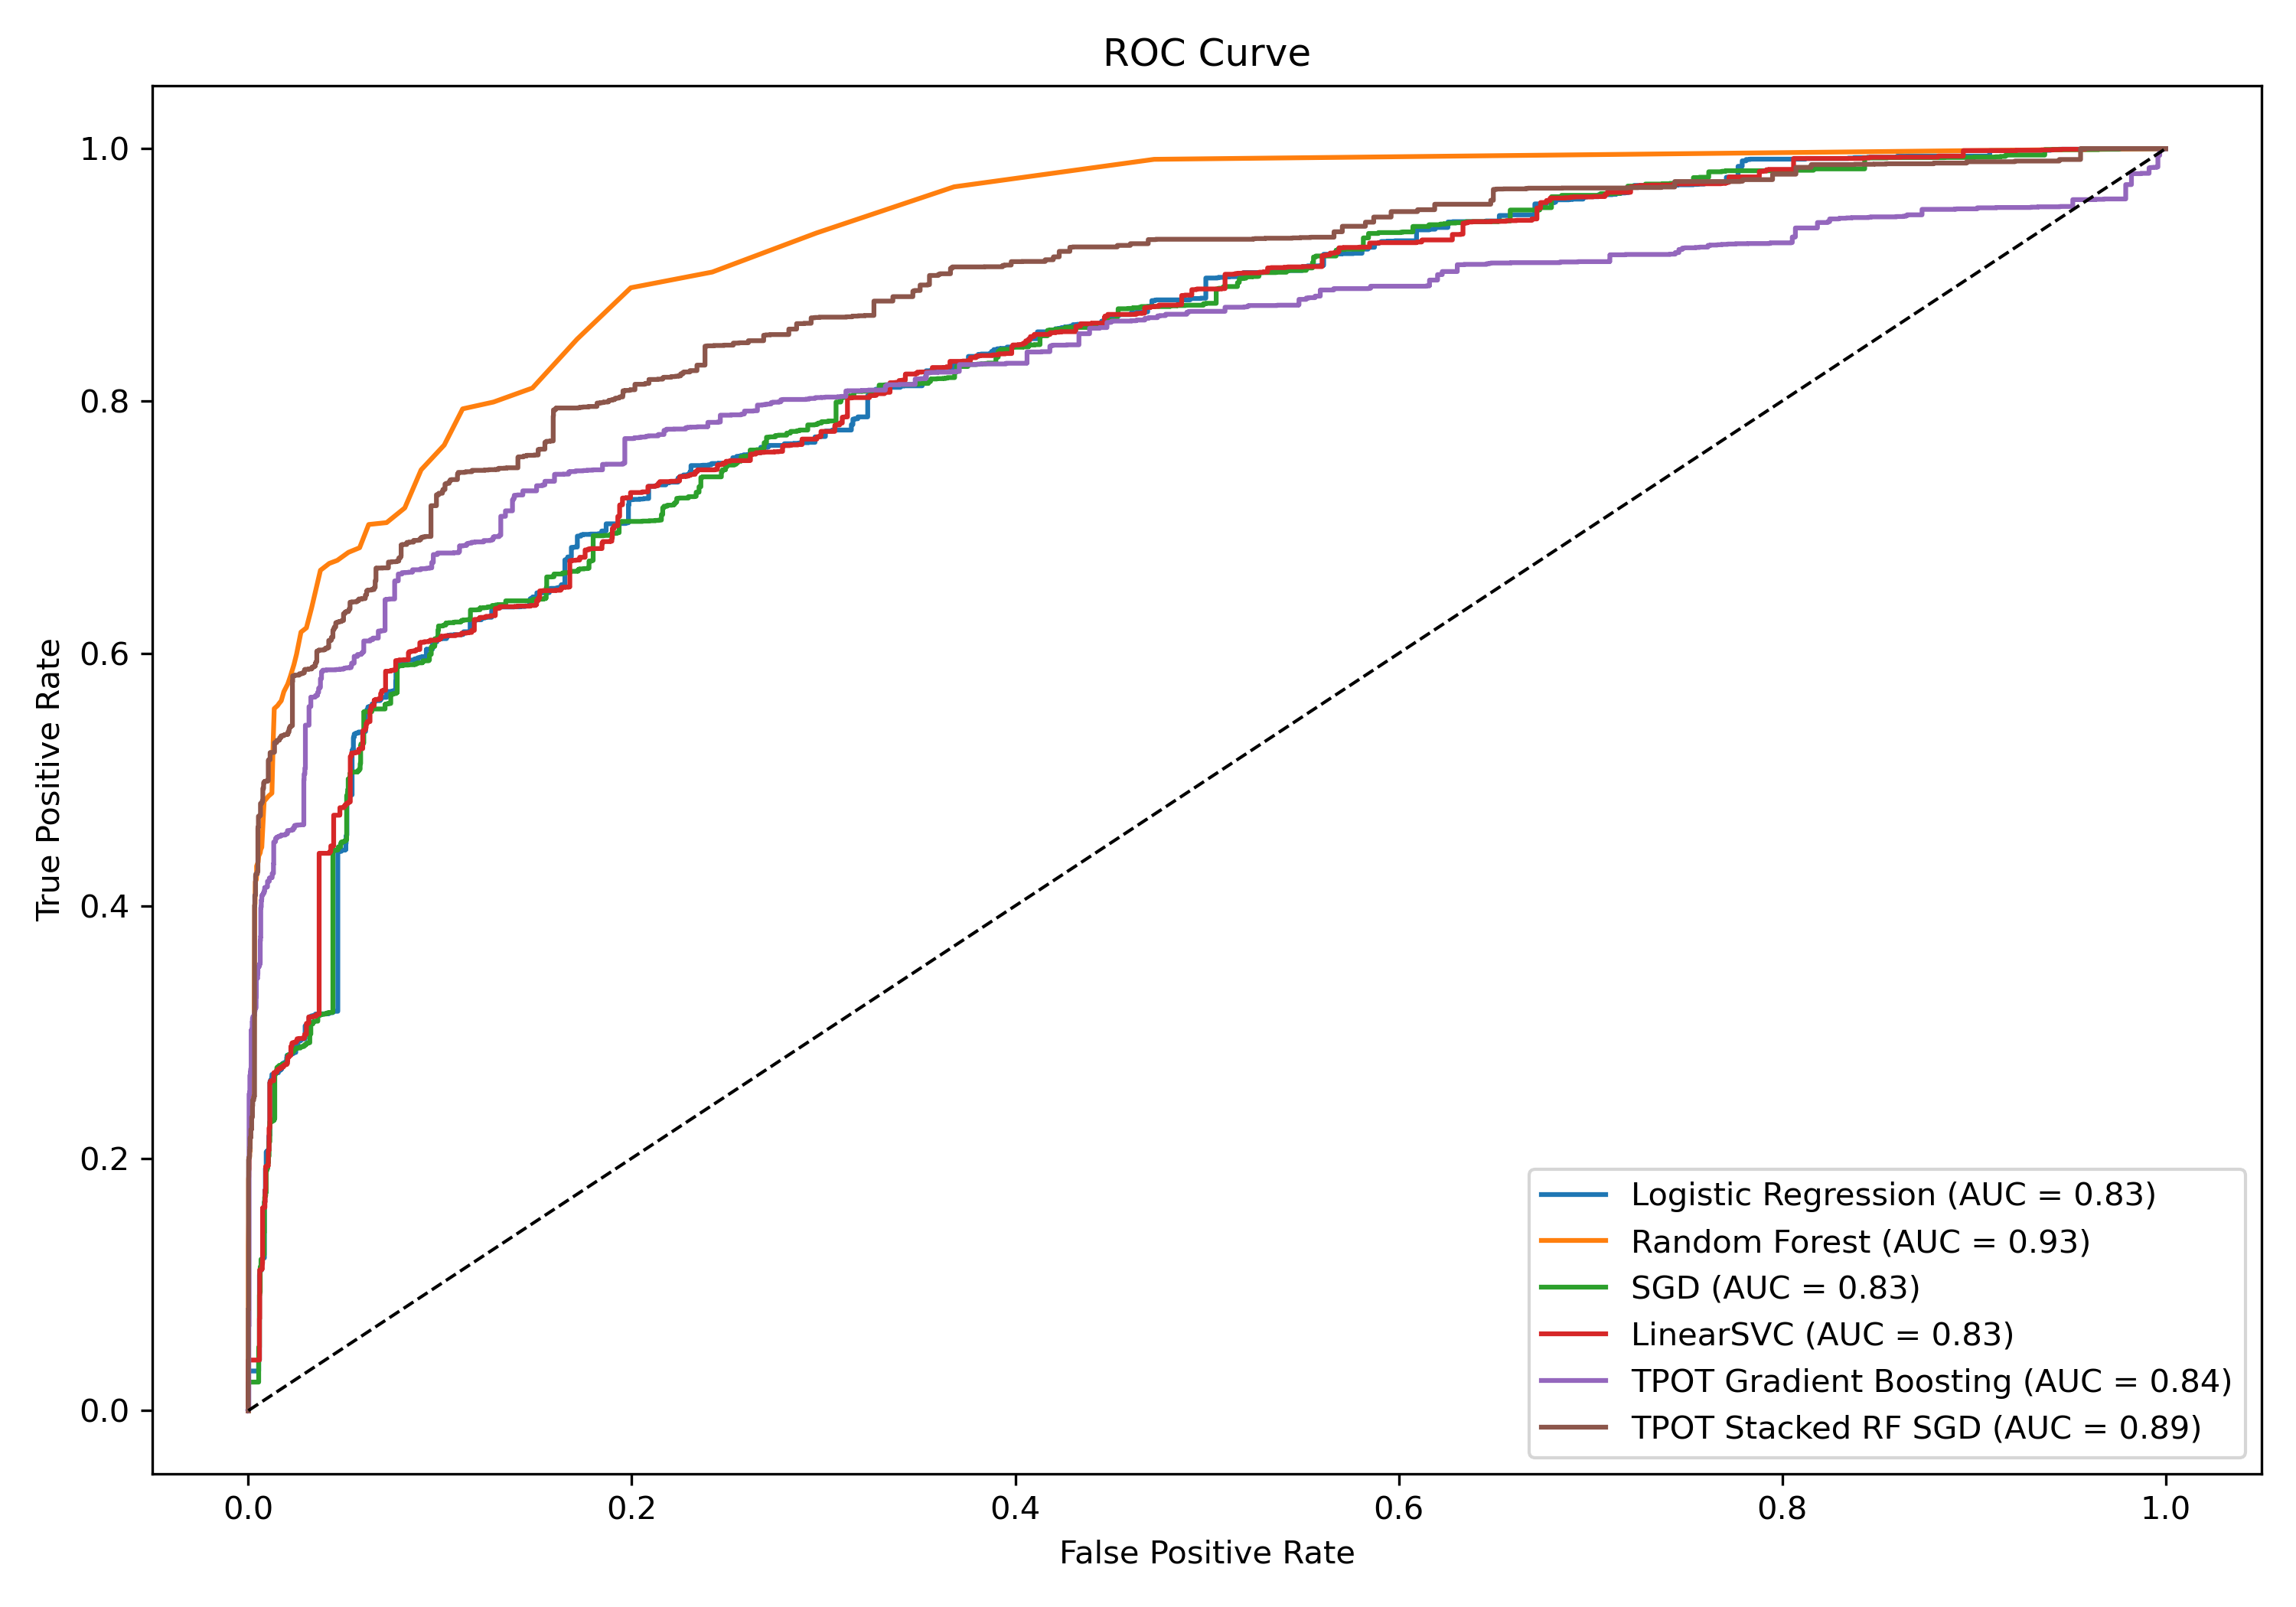 ROC Curve
True Positive Rate
1.0
0.8
0.6
0.4
0.2
0.0
0.0 0.2 0.4 0.6 0.8 1.0
False Positive Rate
Logistic Regression (AUC = 0.83)
Random Forest (AUC = 0.93)
SGD (AUC = 0.83)
LinearSVC (AUC = 0.83)
TPOT Gradient Boosting (AUC = 0.84)
TPOT Stacked RF SGD (AUC = 0.89)